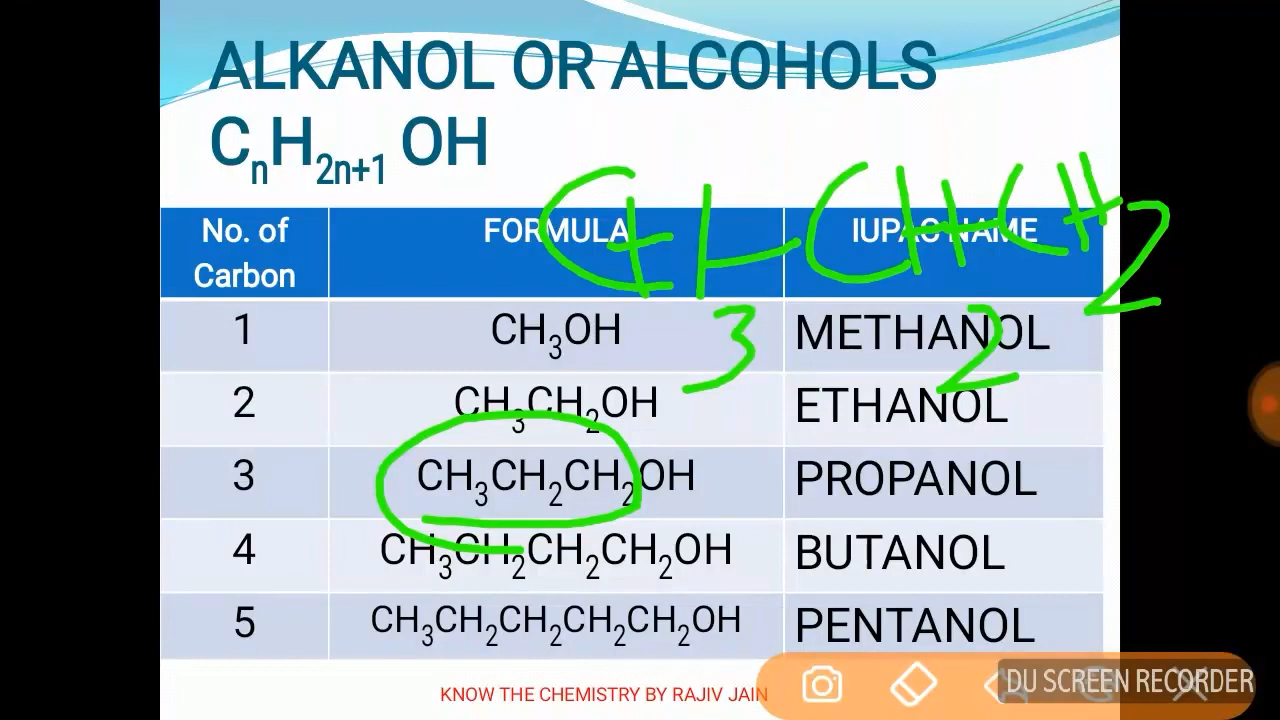 ALKANOL OR ALCOHOLS
CₙH₂ₙ₊₁ OH
CH₃CH₂CH₂
No. of Carbon FORMULA IUPAC NAME
1 CH₃OH METHANOL
2 CH₃CH₂OH ETHANOL
3 CH₃CH₂CH₂OH PROPANOL
4 CH₃CH₂CH₂CH₂OH BUTANOL
5 CH₃CH₂CH₂CH₂CH₂OH PENTANOL
KNOW THE CHEMISTRY BY RAJIV JAIN
DU SCREEN RECORDER